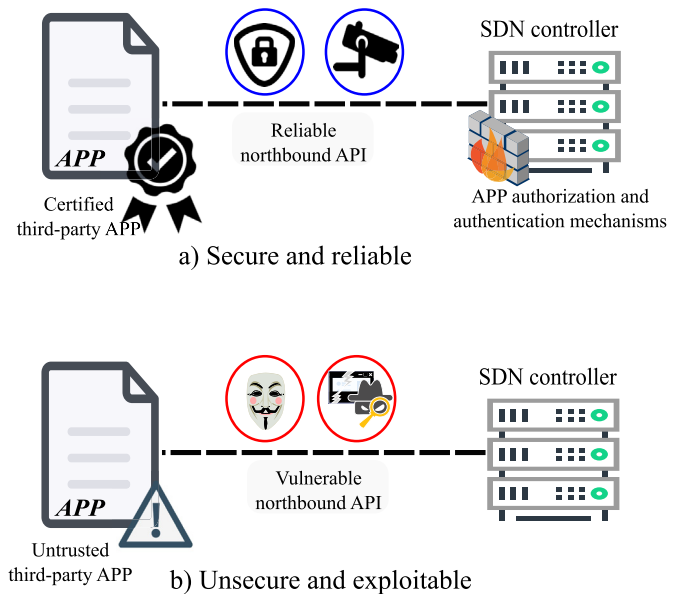 SDN controller
APP
Reliable
northbound API
Certified
third-party APP
APP authorization and
authentication mechanisms
a) Secure and reliable
SDN controller
APP
Vulnerable
northbound API
Untrusted
third-party APP
b) Unsecure and exploitable